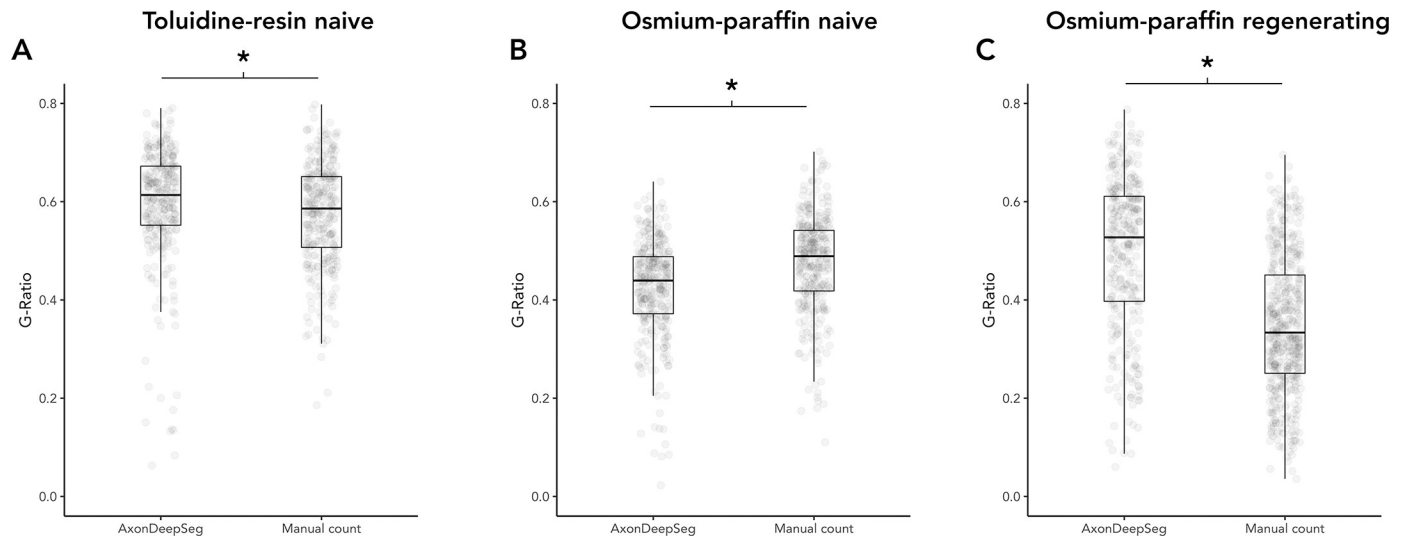 Toluidine-resin naive
A
*
G-Ratio
0.8
0.6
0.4
0.2
0.0
AxonDeepSeg
Manual count
Osmium-paraffin naive
B
*
G-Ratio
0.8
0.6
0.4
0.2
0.0
AxonDeepSeg
Manual count
Osmium-paraffin regenerating
C
*
G-Ratio
0.8
0.6
0.4
0.2
0.0
AxonDeepSeg
Manual count